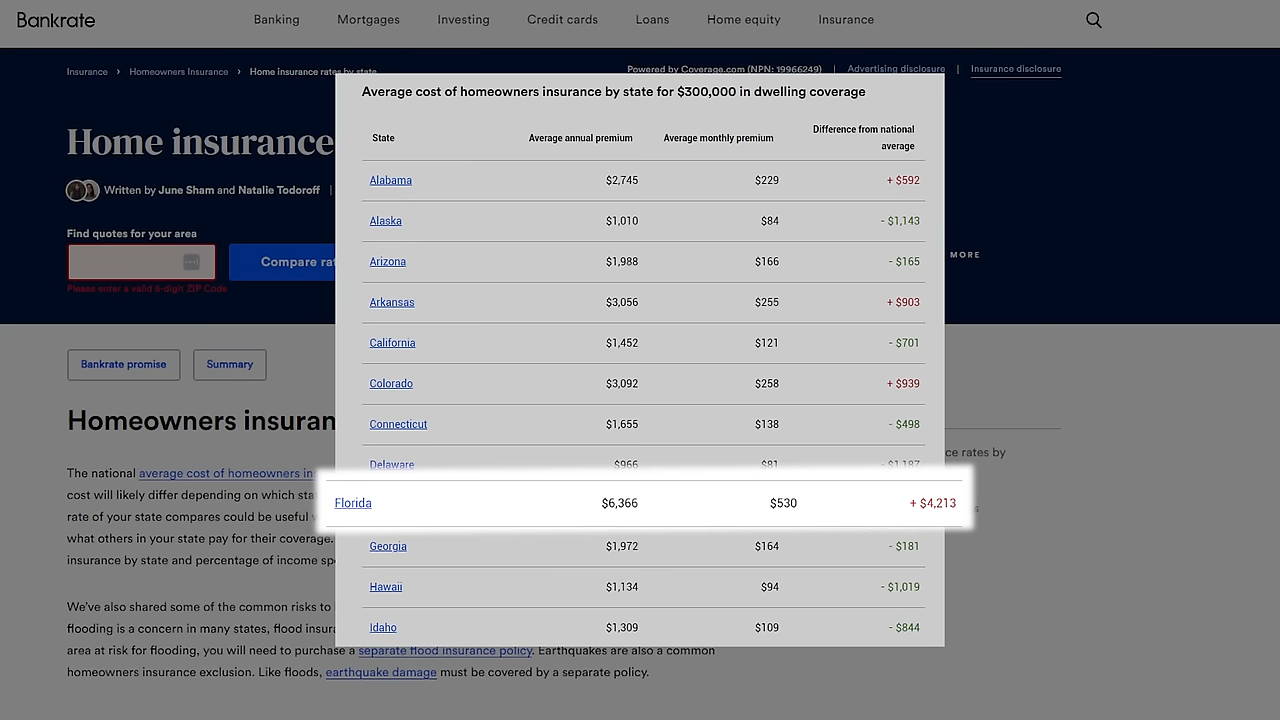 Bankrate
Banking Mortgages Investing Credit cards Loans Home equity Insurance
Insurance › Homeowners Insurance › Home insurance rates by state
Powered by Coverage.com (NPN: 19966249) | Advertising disclosure | Insurance disclosure
Home insurance
Written by June Sham and Natalie Todoroff |
Find quotes for your area
Compare rat
Please enter a valid 5-digit ZIP Code
MORE
Bankrate promise Summary
Average cost of homeowners insurance by state for $300,000 in dwelling coverage
State Average annual premium Average monthly premium Difference from national average
Alabama $2,745 $229 + $592
Alaska $1,010 $84 - $1,143
Arizona $1,988 $166 - $165
Arkansas $3,056 $255 + $903
California $1,452 $121 - $701
Colorado $3,092 $258 + $939
Connecticut $1,655 $138 - $498
Delaware $966 $81 - $1,187
Florida $6,366 $530 + $4,213
Georgia $1,972 $164 - $181
Hawaii $1,134 $94 - $1,019
Idaho $1,309 $109 - $844
Homeowners insuran
ce rates by
The national average cost of homeowners in
cost will likely differ depending on which sta
rate of your state compares could be useful
what others in your state pay for their coverage.
insurance by state and percentage of income sp
We've also shared some of the common risks to
flooding is a concern in many states, flood insura
area at risk for flooding, you will need to purchase a separate flood insurance policy. Earthquakes are also a common
homeowners insurance exclusion. Like floods, earthquake damage must be covered by a separate policy.